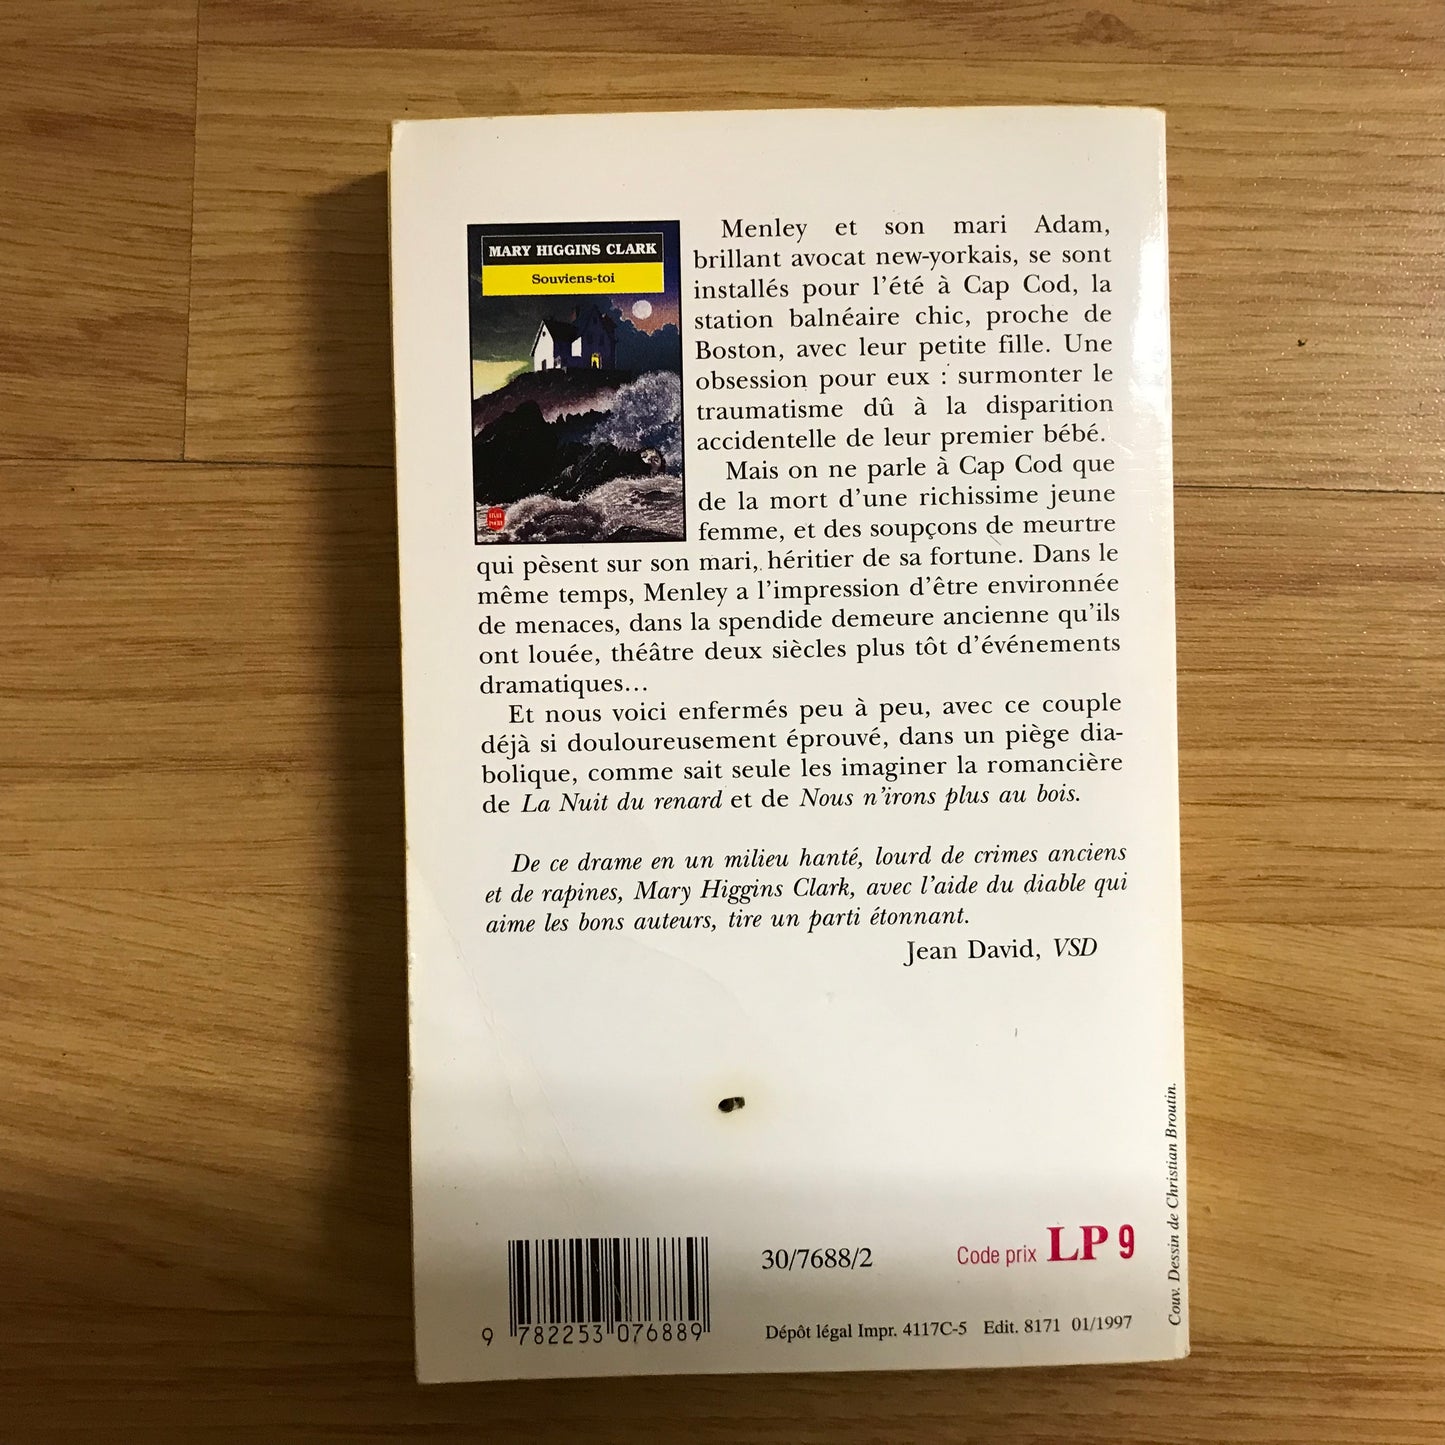 MARY HIGGINS CLARK
Souviens-toi
Menley et son mari Adam,
brillant avocat new-yorkais, se sont
installés pour l'été à Cap Cod, la
station balnéaire chic, proche de
Boston, avec leur petite fille. Une
obsession pour eux : surmonter le
traumatisme dû à la disparition
accidentelle de leur premier bébé.
Mais on ne parle à Cap Cod que
de la mort d'une richissime jeune
femme, et des soupçons de meurtre
qui pèsent sur son mari, héritier de sa fortune. Dans le
même temps, Menley a l'impression d'être environnée
de menaces, dans la spendide demeure ancienne qu'ils
ont louée, théâtre deux siècles plus tôt d'événements
dramatiques...
Et nous voici enfermés peu à peu, avec ce couple
déjà si douloureusement éprouvé, dans un piège dia-
bolique, comme sait seule les imaginer la romancière
de La Nuit du renard et de Nous n'irons plus au bois.
De ce drame en un milieu hanté, lourd de crimes anciens
et de rapines, Mary Higgins Clark, avec l'aide du diable qui
aime les bons auteurs, tire un parti étonnant.
Jean David, VSD
30/7688/2
Code prix LP 9
9 782253 076889
Dépôt légal Impr. 4117C-5 Edit. 8171 01/1997
Couv. Dessin de Christian Broutin.